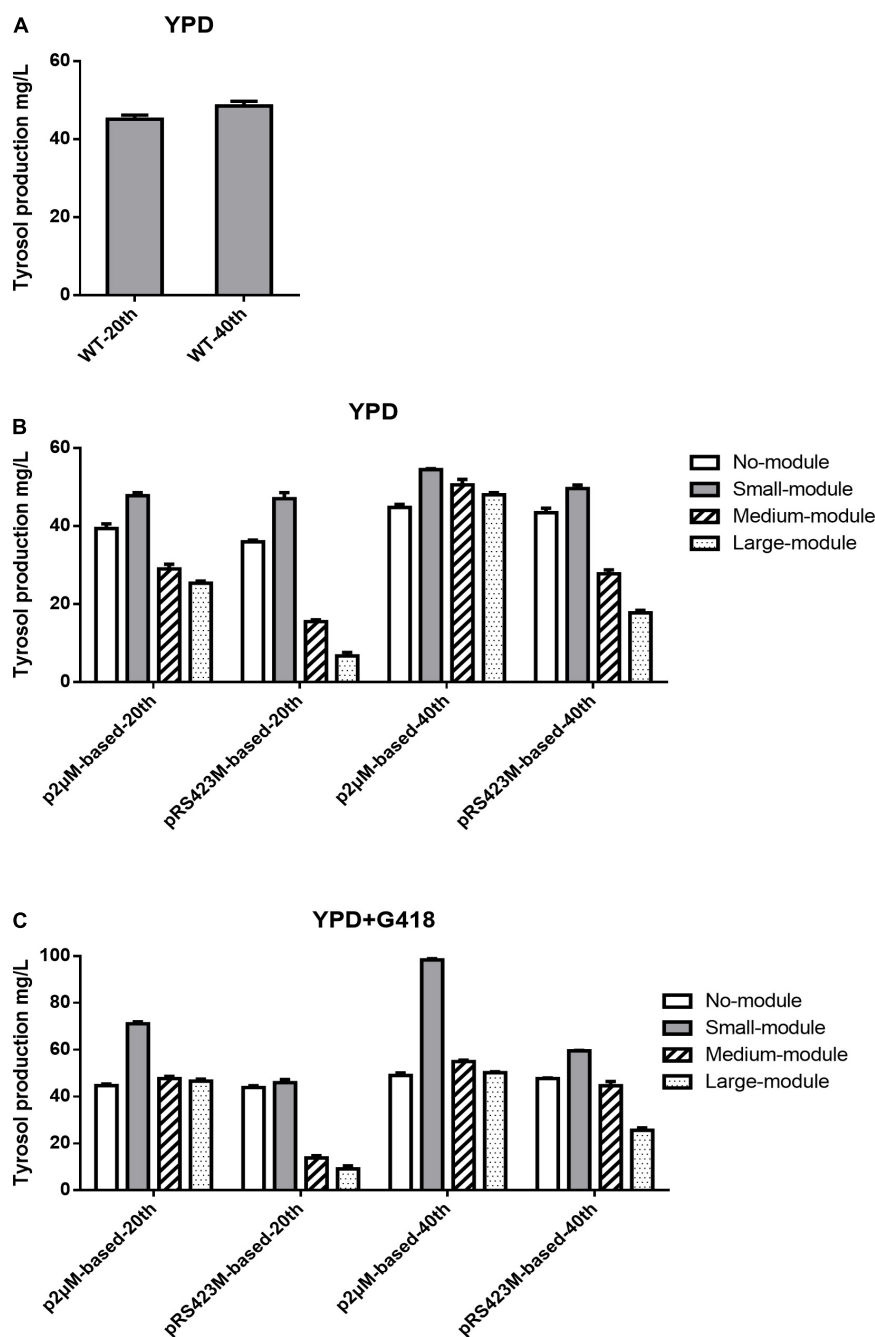 A
YPD
Tyrosol production mg/L
60
40
20
0
WT-20th
WT-40th
B
YPD
Tyrosol production mg/L
60
40
20
0
p2μM-based-20th
pRS423M-based-20th
p2μM-based-40th
pRS423M-based-40th
No-module
Small-module
Medium-module
Large-module
C
YPD+G418
Tyrosol production mg/L
100
80
60
40
20
0
p2μM-based-20th
pRS423M-based-20th
p2μM-based-40th
pRS423M-based-40th
No-module
Small-module
Medium-module
Large-module